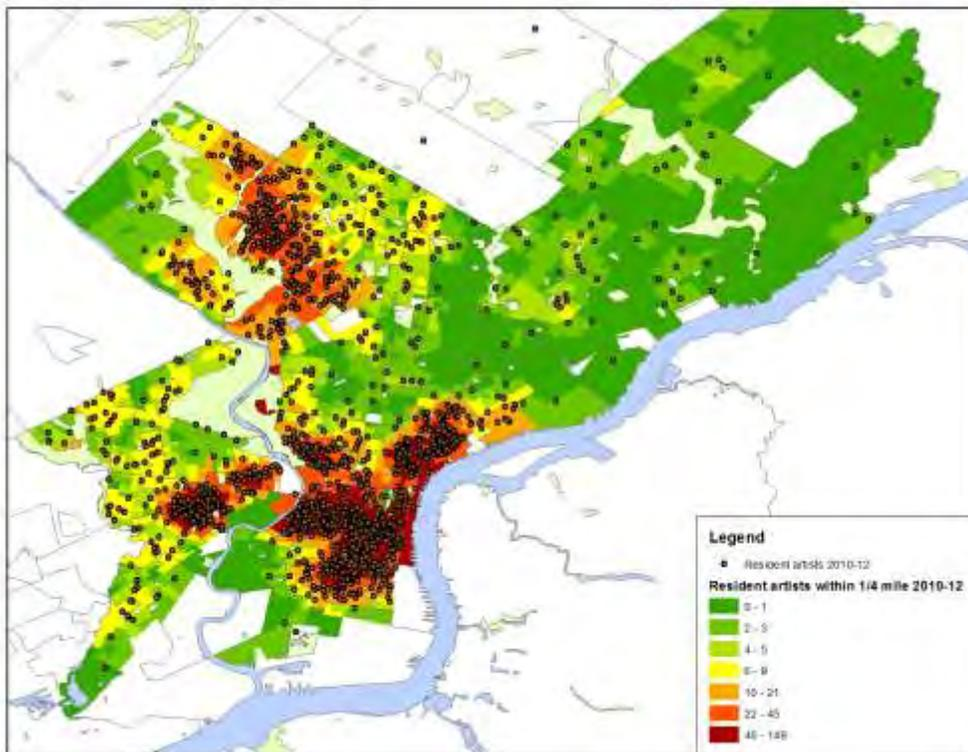 Legend
Resident artists 2010-12
Resident artists within 1/4 mile 2010-12
0 - 1
2 - 3
4 - 5
6 - 9
10 - 21
22 - 45
46 - 149